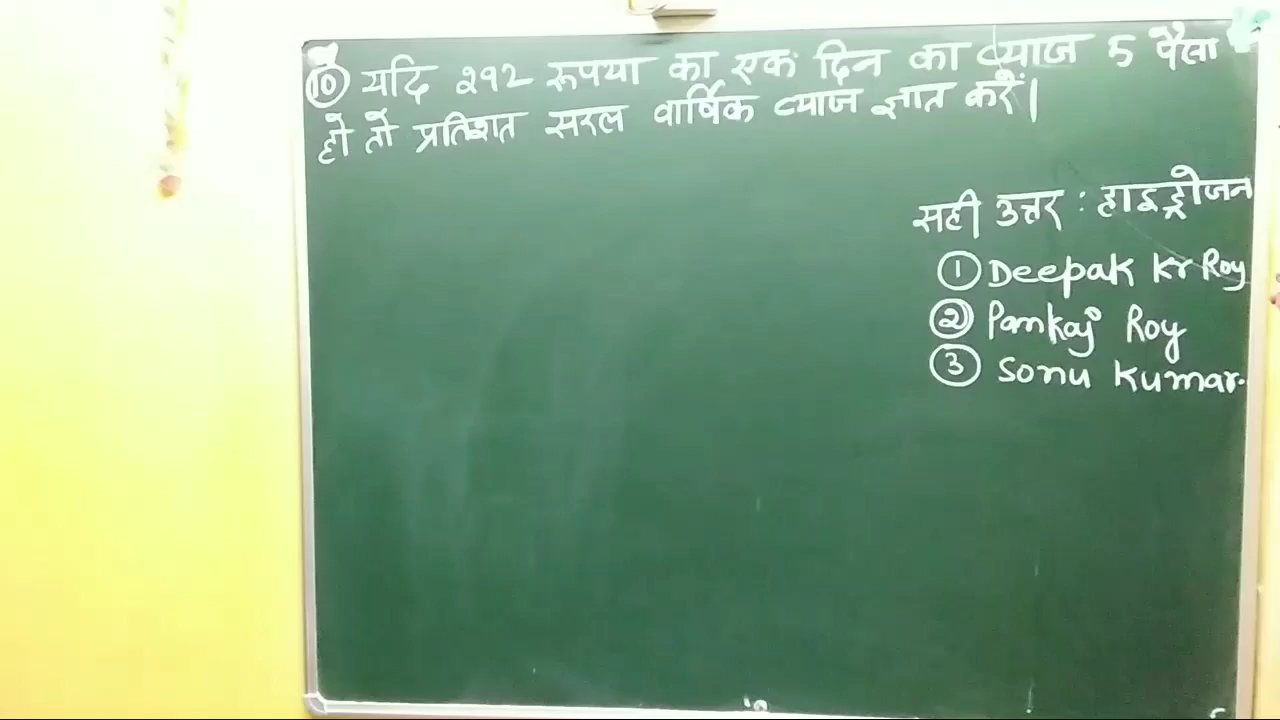 ⑩ यदि 292 रूपया का एक दिन का ब्याज 5 पैसा
हो तो प्रतिशत सरल वार्षिक ब्याज ज्ञात करें।
सही उत्तर : हाइड्रोजन
① Deepak Kr Roy
② Pankaj Roy
③ Sonu Kumar.